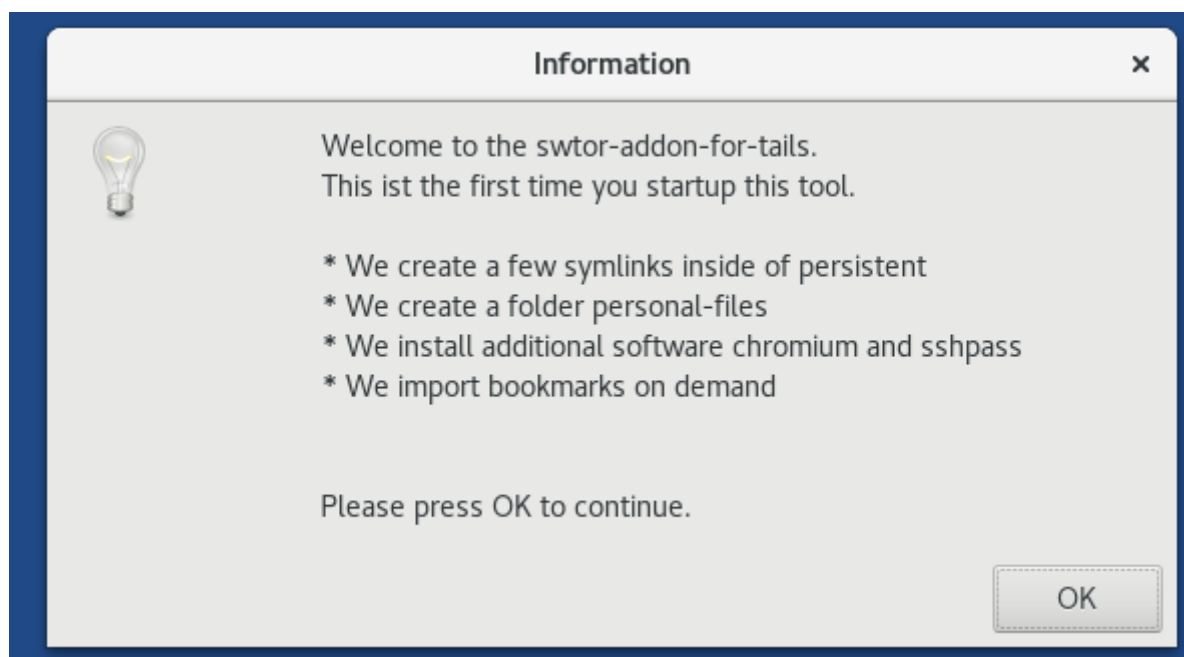 Information
Welcome to the swtor-addon-for-tails.
This ist the first time you startup this tool.
* We create a few symlinks inside of persistent
* We create a folder personal-files
* We install additional software chromium and sshpass
* We import bookmarks on demand
Please press OK to continue.
OK